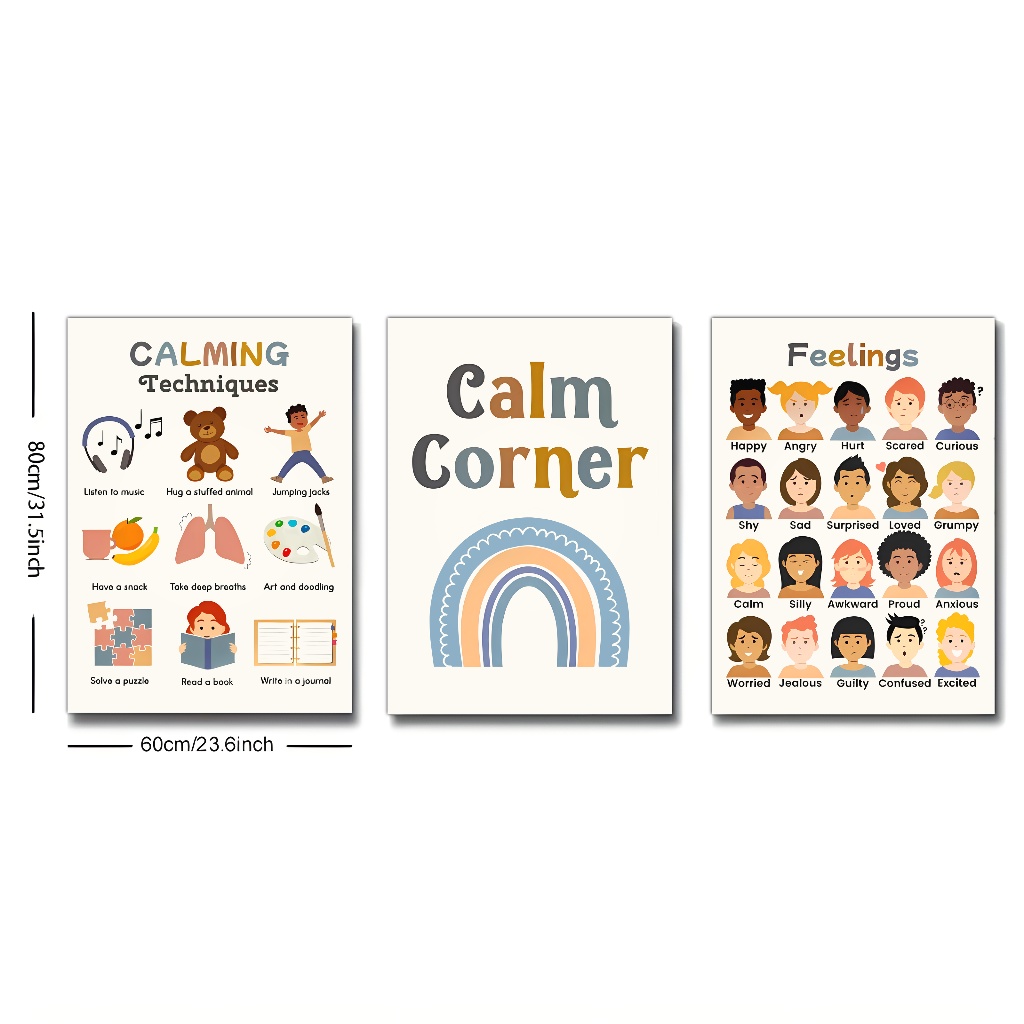 80cm/31.5inch
CALMING
Techniques
Listen to music
Hug a stuffed animal
Jumping jacks
Have a snack
Take deep breaths
Art and doodling
Solve a puzzle
Read a book
Write in a journal
60cm/23.6inch
Calm
Corner
Feelings
?
Happy Angry Hurt Scared Curious
Shy Sad Surprised Loved Grumpy
Calm Silly Awkward Proud Anxious
??
Worried Jealous Guilty Confused Excited